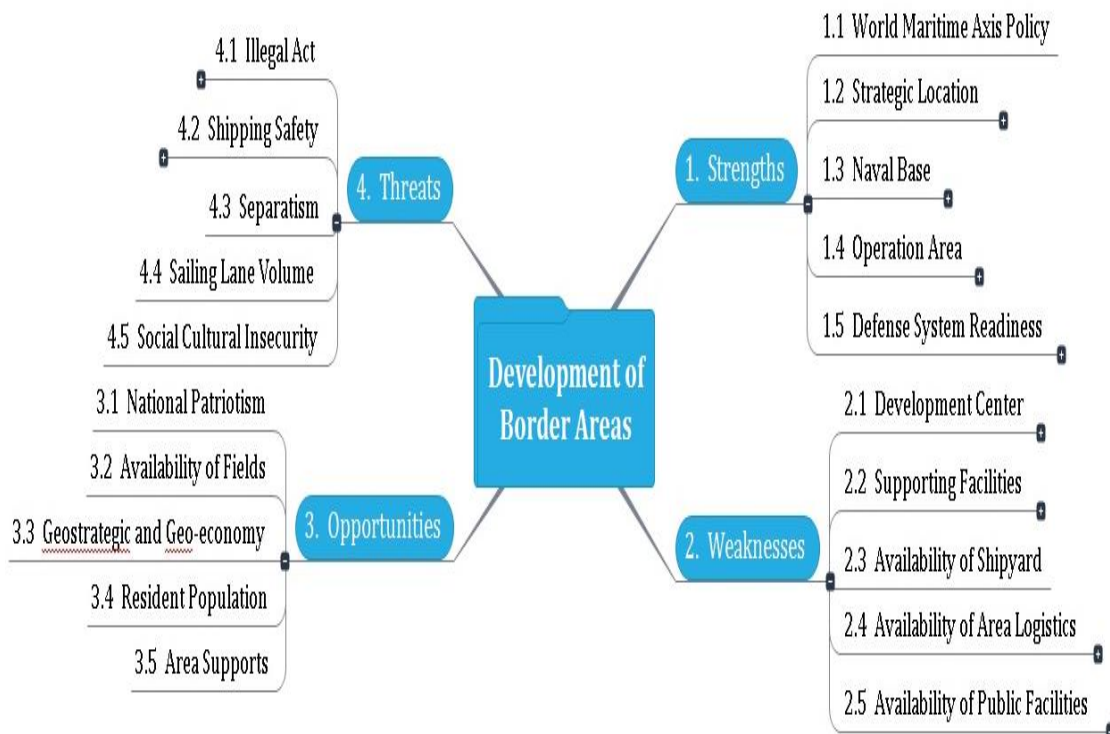 Development of
Border Areas
1. Strengths
1.1 World Maritime Axis Policy
1.2 Strategic Location
1.3 Naval Base
1.4 Operation Area
1.5 Defense System Readiness
2. Weaknesses
2.1 Development Center
2.2 Supporting Facilities
2.3 Availability of Shipyard
2.4 Availability of Area Logistics
2.5 Availability of Public Facilities
3. Opportunities
3.1 National Patriotism
3.2 Availability of Fields
3.3 Geostrategic and Geo-economy
3.4 Resident Population
3.5 Area Supports
4. Threats
4.1 Illegal Act
4.2 Shipping Safety
4.3 Separatism
4.4 Sailing Lane Volume
4.5 Social Cultural Insecurity